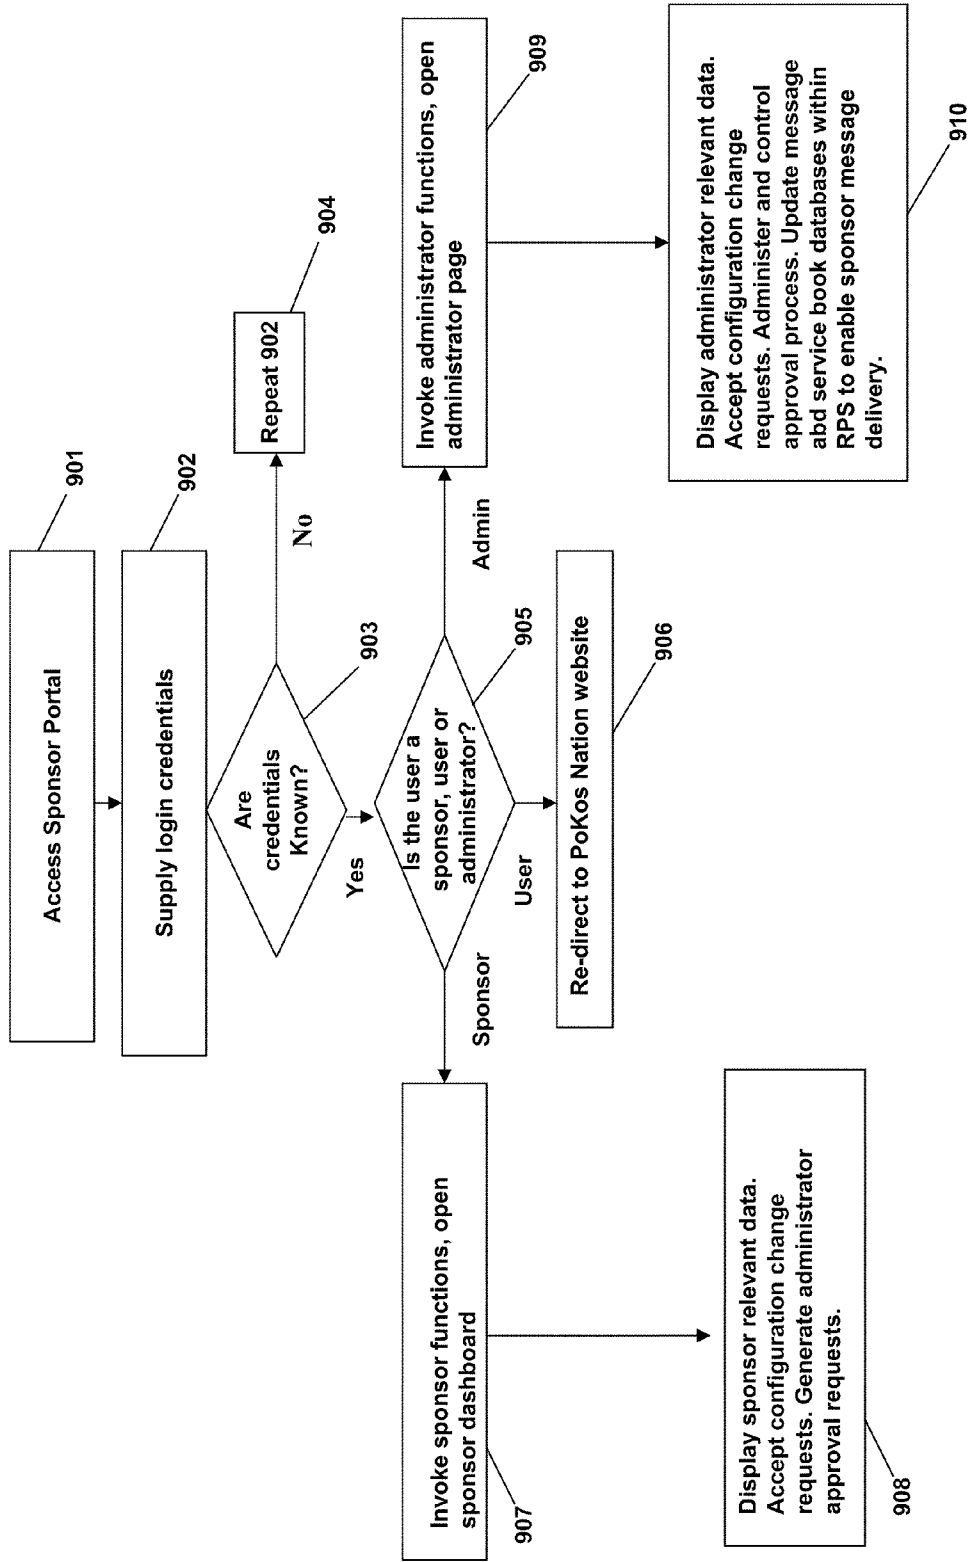 Access Sponsor Portal
901
Supply login credentials
902
Are
credentials
Known?
903
No
Repeat 902
904
Yes
Is the user a
sponsor, user or
administrator?
905
Sponsor
User
Admin
Invoke sponsor functions, open
sponsor dashboard
907
Re-direct to PoKos Nation website
906
Invoke administrator functions, open
administrator page
909
Display sponsor relevant data.
Accept configuration change
requests. Generate administrator
approval requests.
908
Display administrator relevant data.
Accept configuration change
requests. Administer and control
approval process. Update message
abd service book databases within
RPS to enable sponsor message
delivery.
910